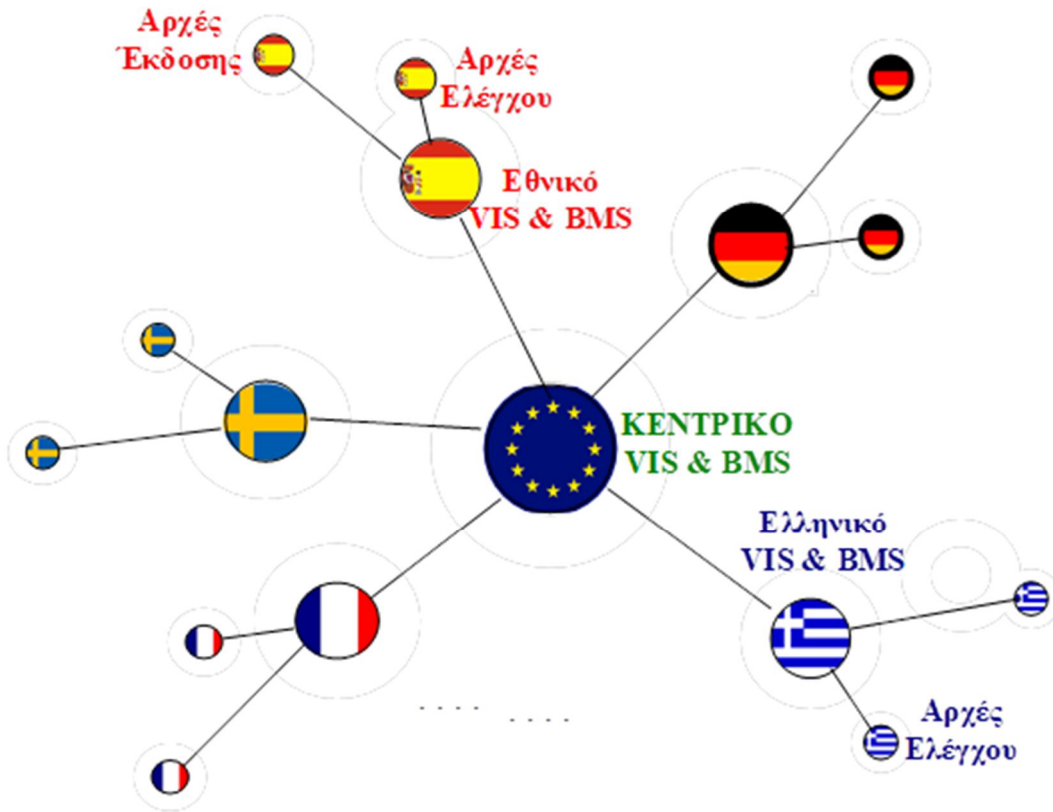 Αρχές
Έκδοσης
Αρχές
Ελέγχου
Εθνικό
VIS & BMS
ΚΕΝΤΡΙΚΟ
VIS & BMS
Ελληνικό
VIS & BMS
Αρχές
Ελέγχου